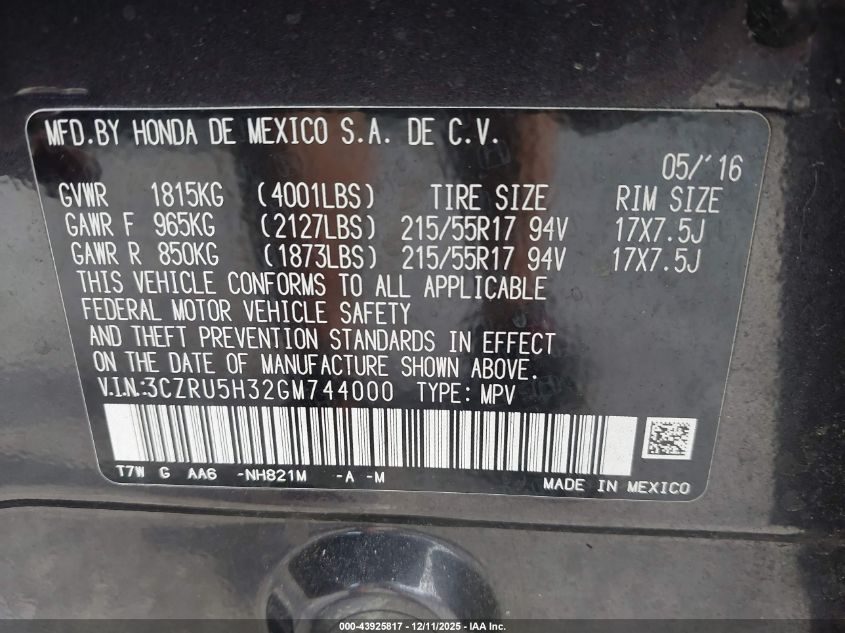 MFD.BY HONDA DE MEXICO S.A. DE C.V.
05/'16
GVWR 1815KG (4001LBS) TIRE SIZE RIM SIZE
GAWR F 965KG (2127LBS) 215/55R17 94V 17X7.5J
GAWR R 850KG (1873LBS) 215/55R17 94V 17X7.5J
THIS VEHICLE CONFORMS TO ALL APPLICABLE
FEDERAL MOTOR VEHICLE SAFETY
AND THEFT PREVENTION STANDARDS IN EFFECT
ON THE DATE OF MANUFACTURE SHOWN ABOVE.
V.I.N.:3CZRU5H32GM744000 TYPE: MPV
T7W G AA6 -NH821M -A -M
MADE IN MEXICO
000-43925817 - 12/11/2025 - IAA Inc.